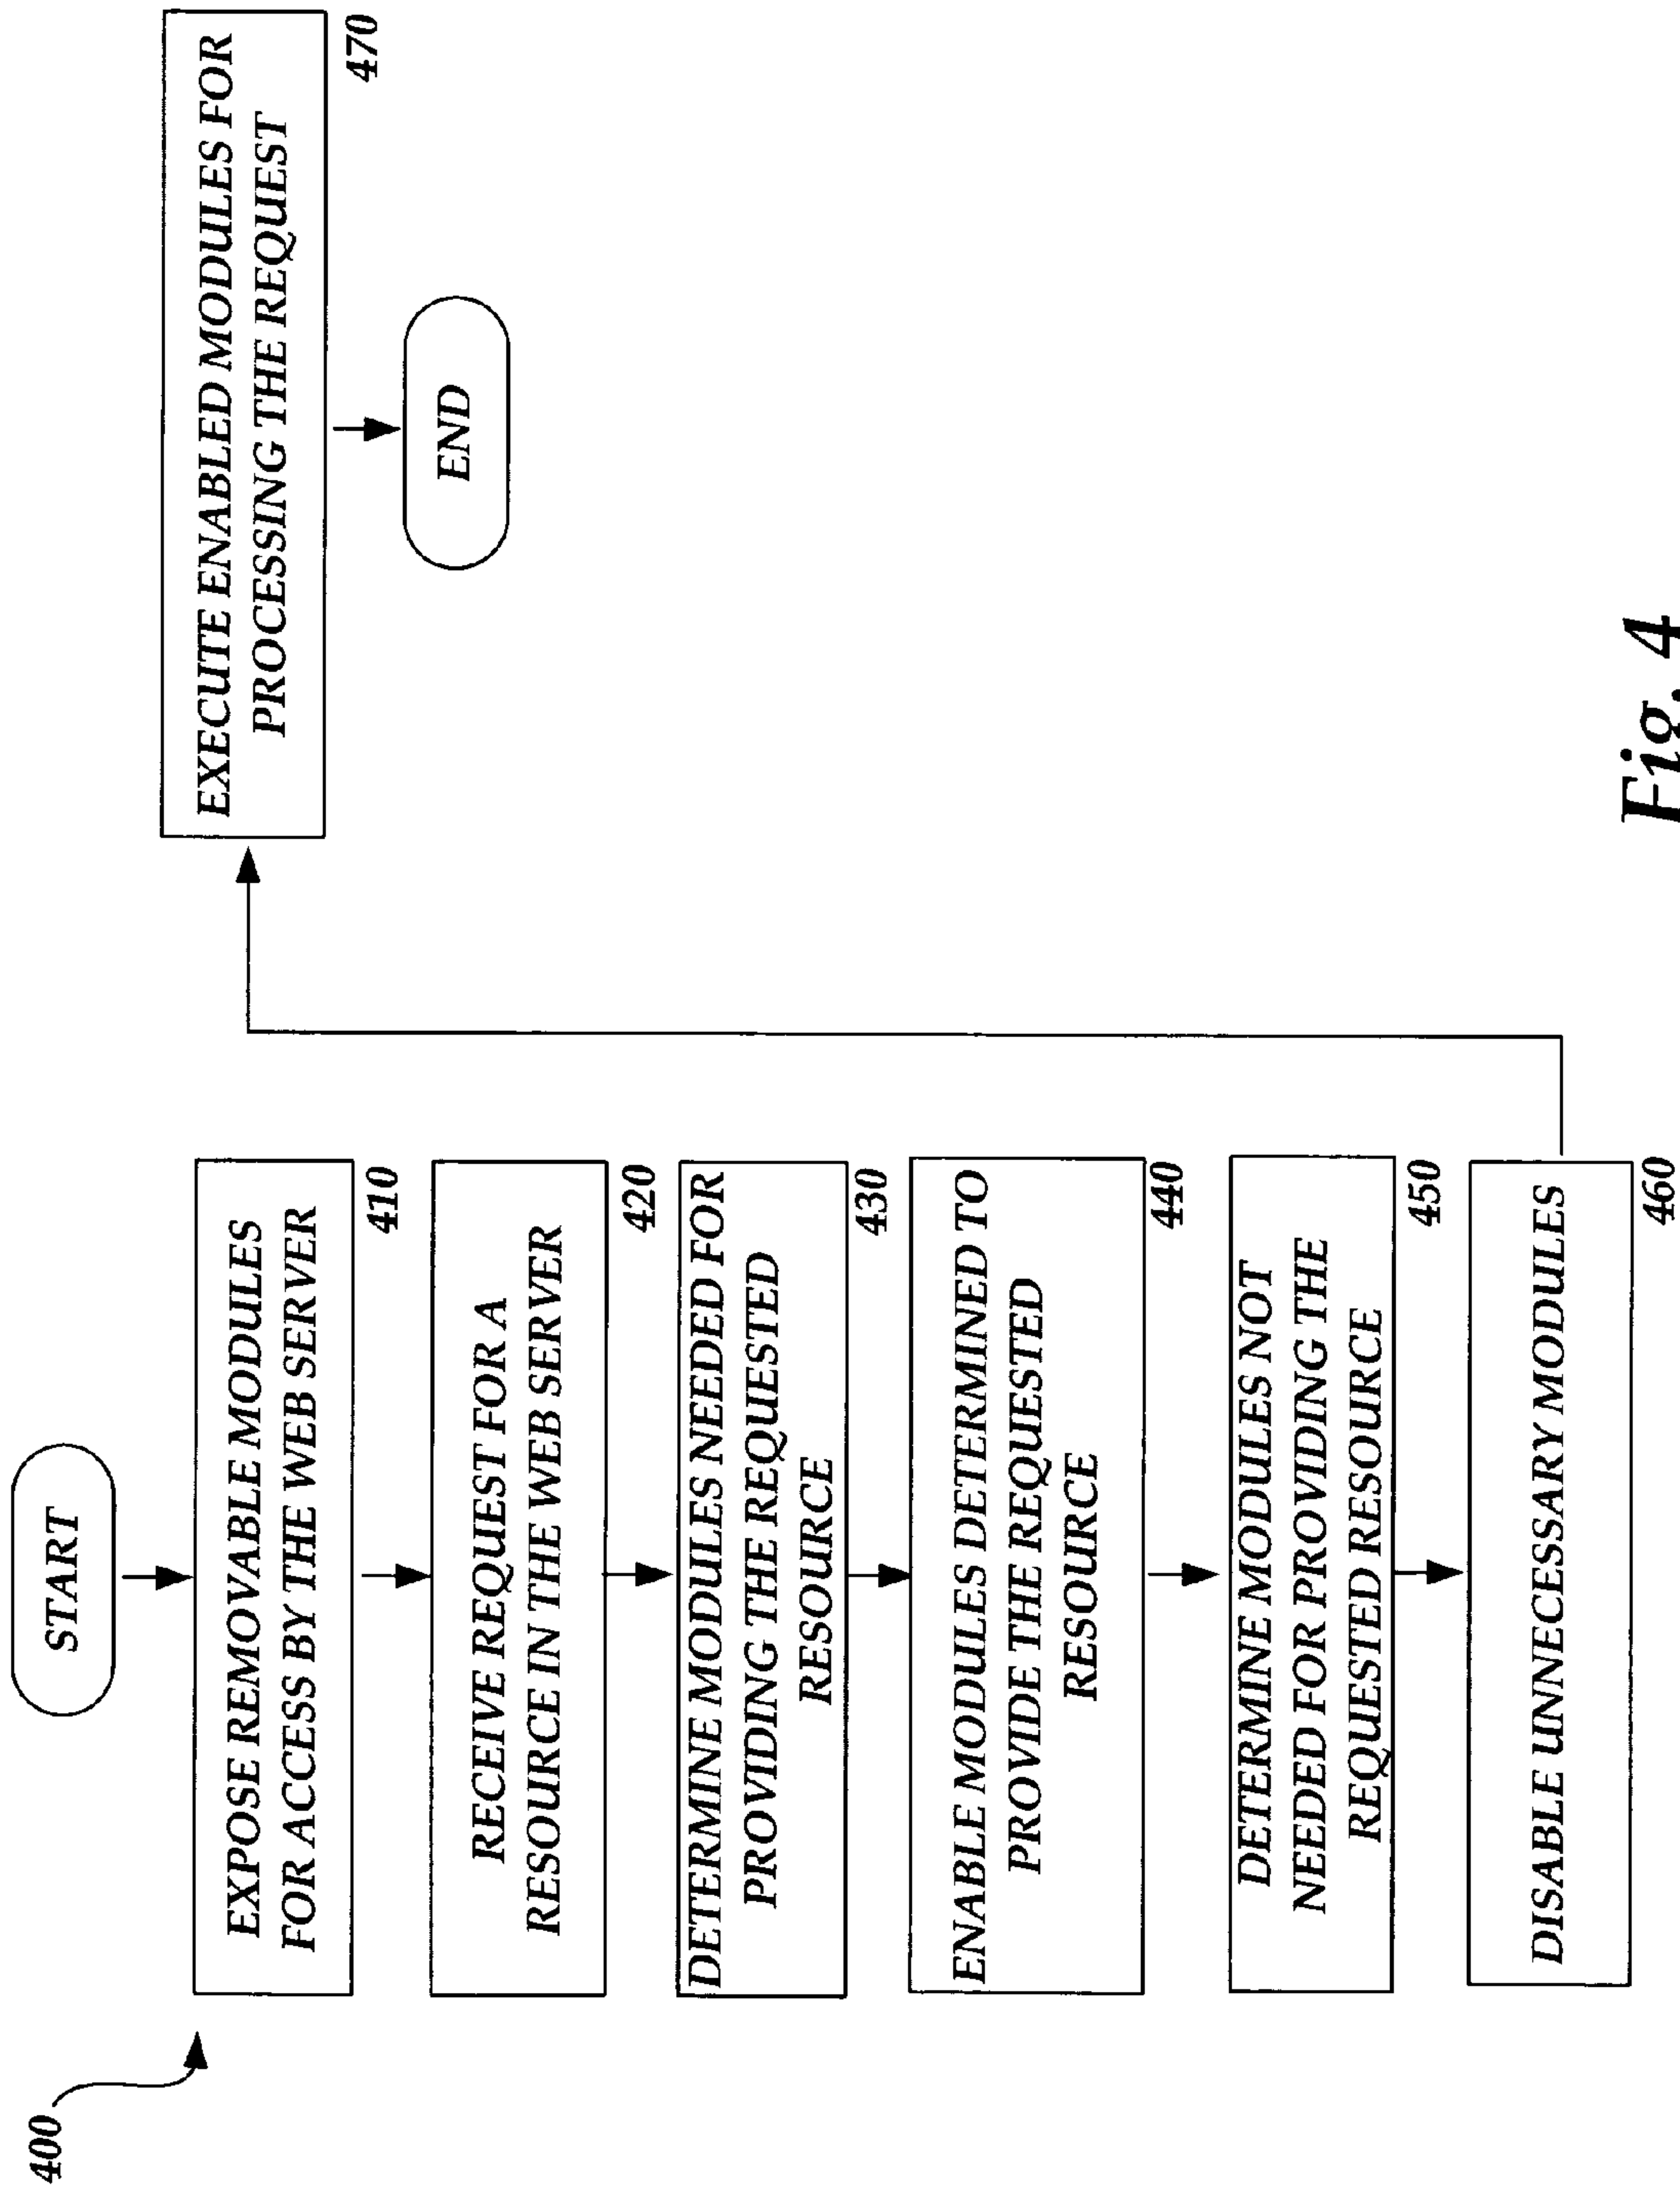 400
START
EXPOSE REMOVABLE MODULES
FOR ACCESS BY THE WEB SERVER
410
RECEIVE REQUEST FOR A
RESOURCE IN THE WEB SERVER
420
DETERMINE MODULES NEEDED FOR
PROVIDING THE REQUESTED
RESOURCE
430
ENABLE MODULES DETERMINED TO
PROVIDE THE REQUESTED
RESOURCE
440
DETERMINE MODULES NOT
NEEDED FOR PROVIDING THE
REQUESTED RESOURCE
450
DISABLE UNNECESSARY MODULES
460
EXECUTE ENABLED MODULES FOR
PROCESSING THE REQUEST
470
END
Fig. 4